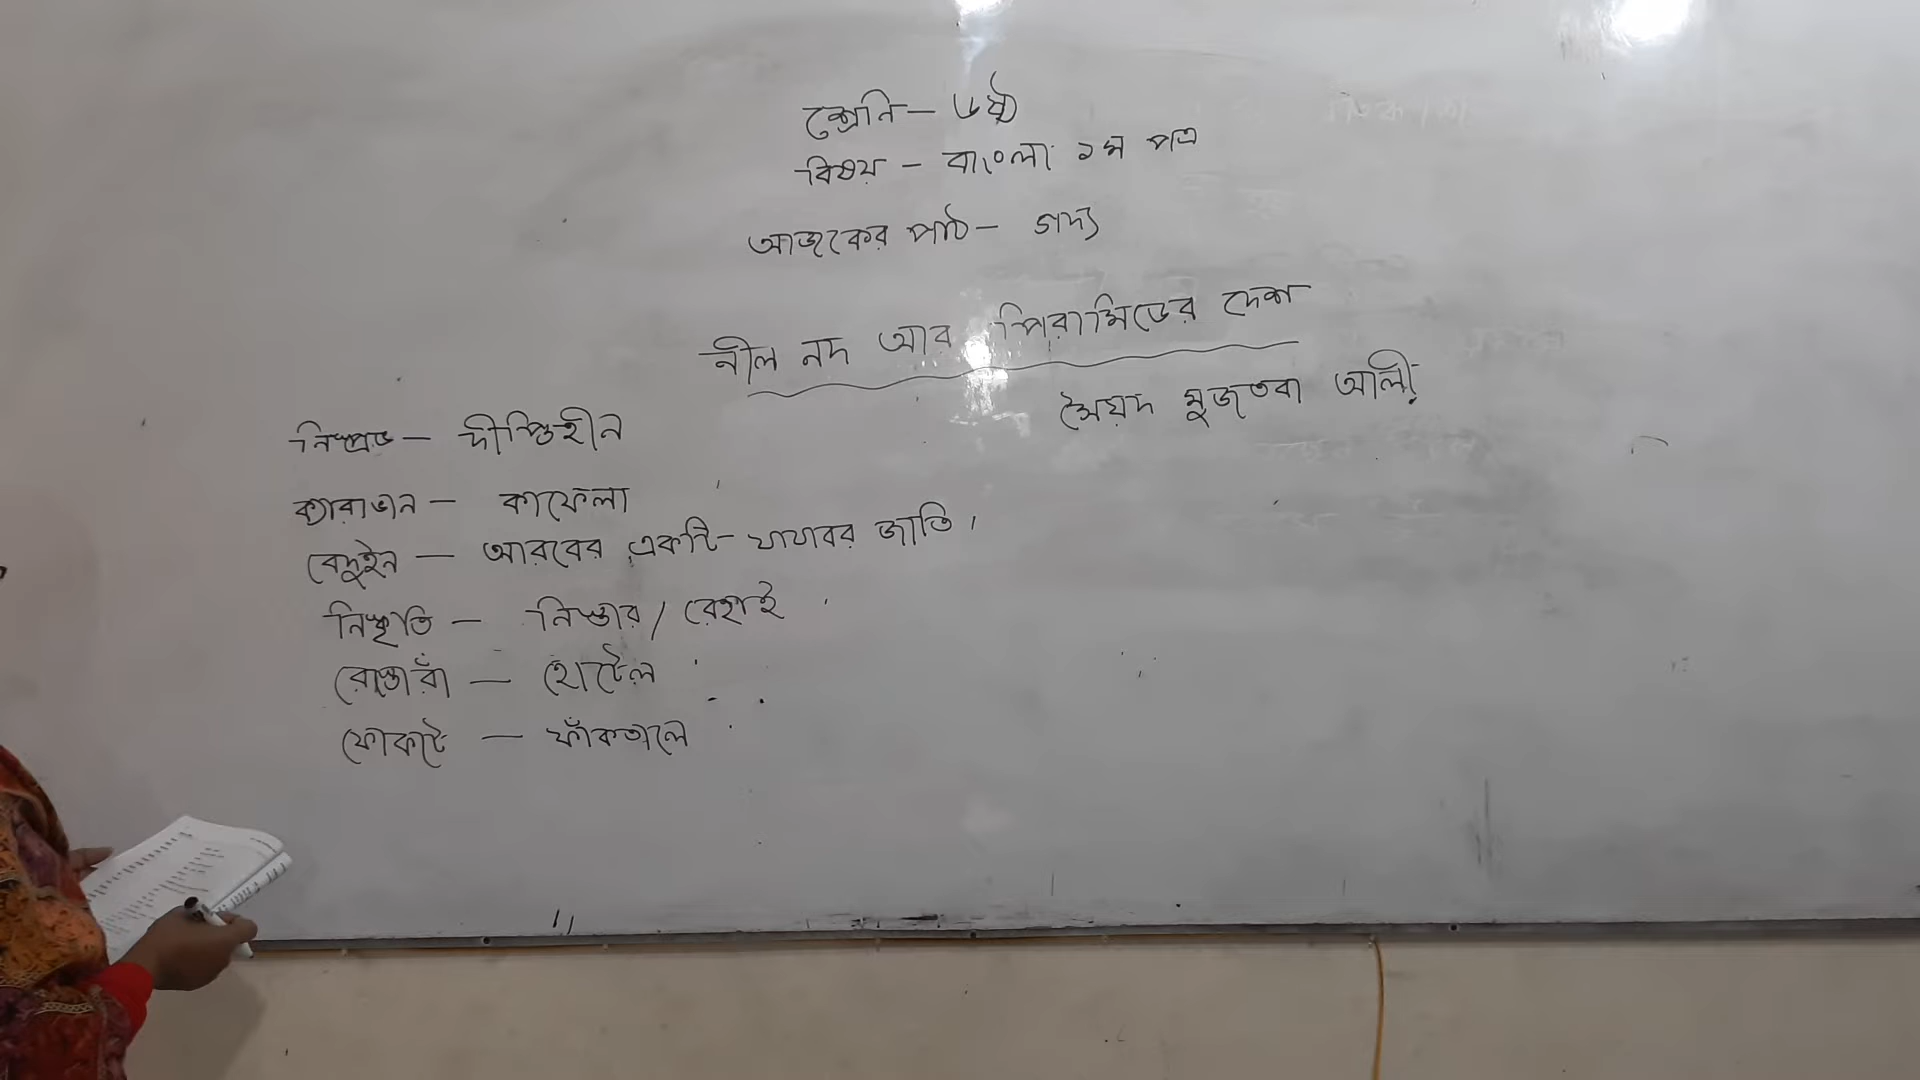 শ্রেনি – ৬ষ্ঠ
বিষয় – বাংলা ১ম পত্র
আজকের পাঠ – গদ্য
নীল নদ আর পিরামিডের দেশ
সৈয়দ মুজতবা আলী
নিষ্প্রভ – দীপ্তিহীন
ক্যারাভান – কাফেলা
বেদুইন – আরবের একটি যাযাবর জাতি।
নিষ্কৃতি – নিস্তার / রেহাই
রেস্তোরাঁ – হোটেল
ফোকটে – ফাঁকতালে